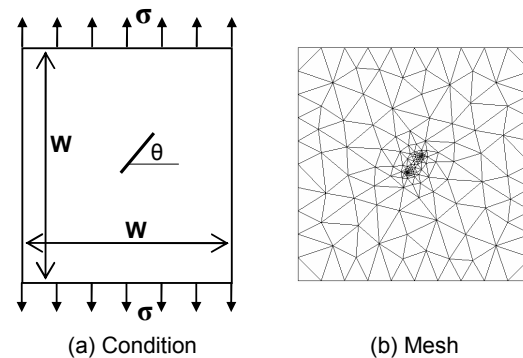 σ
W
θ
W
σ
(a) Condition
(b) Mesh